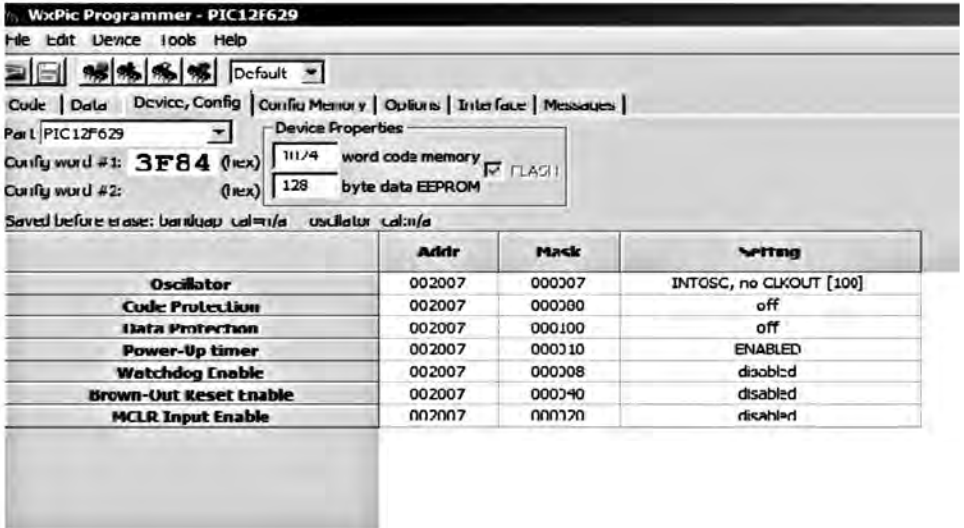 WxPic Programmer - PIC12F629
File Edit Device Tools Help
Default
Code Data Device, Config Config Memory Options Interface Messages
Part PIC12F629
Device Properties
Config word #1: 3F84 (hex)
1024 word code memory
FLASH
Config word #2: (hex)
128 byte data EEPROM
Saved before erase: bandgap cal=n/a oscillator cal:n/a
Addr Mask Setting
Oscillator 002007 000007 INTOSC, no CLKOUT [100]
Code Protection 002007 000080 off
Data Protection 002007 000100 off
Power-Up timer 002007 000010 ENABLED
Watchdog Enable 002007 000008 disabled
Brown-Out Reset Enable 002007 000040 disabled
MCLR Input Enable 002007 000020 disabled